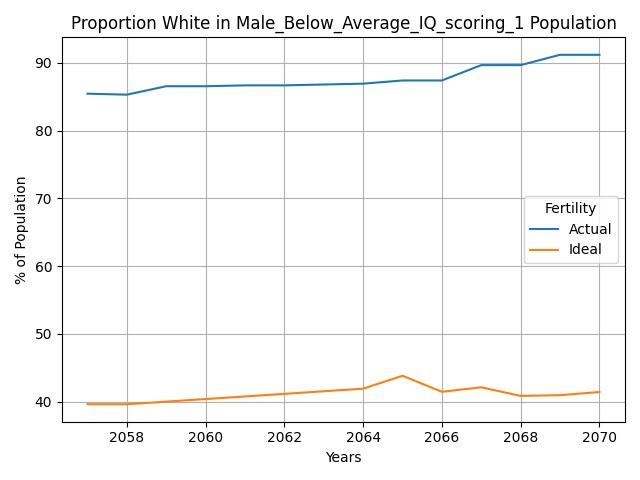 Proportion White in Male_Below_Average_IQ_scoring_1 Population
% of Population
90
80
70
60
50
40
Fertility
Actual
Ideal
2058 2060 2062 2064 2066 2068 2070
Years